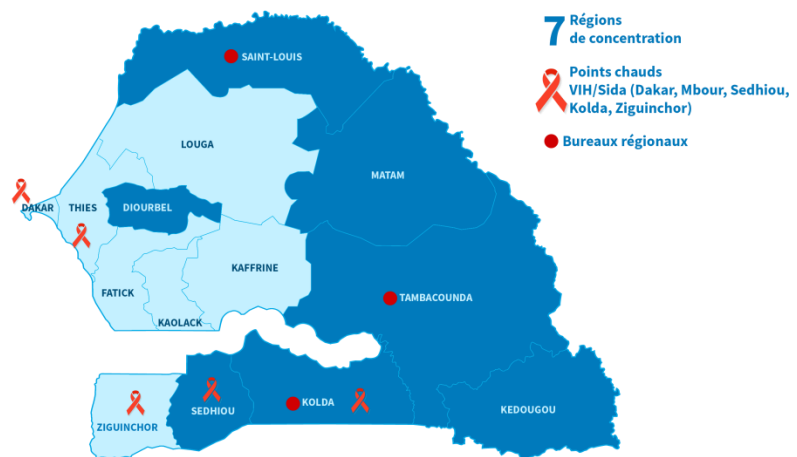 7 Régions
de concentration
Points chauds
VIH/Sida (Dakar, Mbour, Sedhiou,
Kolda, Ziguinchor)
Bureaux régionaux
SAINT-LOUIS
LOUGA
MATAM
DAKAR
THIES
DIOURBEL
KAFFRINE
FATICK
TAMBACOUNDA
KAOLACK
KOLDA
SEDHIOU
KEDOUGOU
ZIGUINCHOR